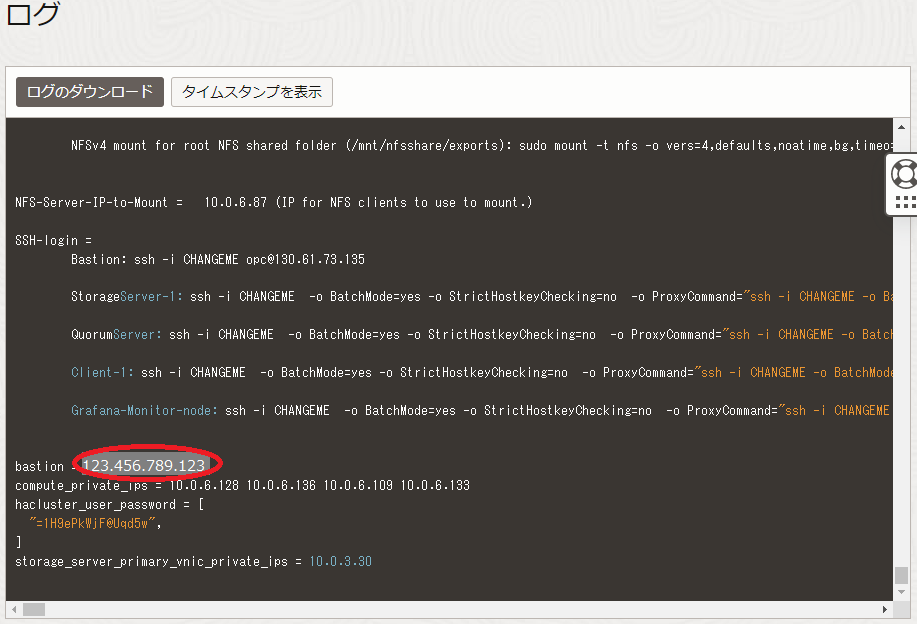 ログ
ログのダウンロード タイムスタンプを表示
NFSv4 mount for root NFS shared folder (/mnt/nfsshare/exports): sudo mount -t nfs -o vers=4,defaults,noatime,bg,timeo=
NFS-Server-IP-to-Mount = 10.0.6.87 (IP for NFS clients to use to mount.)
SSH-login =
Bastion: ssh -i CHANGEME opc@130.61.73.135
StorageServer-1: ssh -i CHANGEME -o BatchMode=yes -o StrictHostkeyChecking=no -o ProxyCommand="ssh -i CHANGEME -o Ba
QuorumServer: ssh -i CHANGEME -o BatchMode=yes -o StrictHostkeyChecking=no -o ProxyCommand="ssh -i CHANGEME -o Batch
Client-1: ssh -i CHANGEME -o BatchMode=yes -o StrictHostkeyChecking=no -o ProxyCommand="ssh -i CHANGEME -o BatchMode
Grafana-Monitor-node: ssh -i CHANGEME -o BatchMode=yes -o StrictHostkeyChecking=no -o ProxyCommand="ssh -i CHANGEME
bastion = 123.456.789.123
compute_private_ips = 10.0.6.128 10.0.6.136 10.0.6.109 10.0.6.133
hacluster_user_password = [
"=1H9ePkWjF@Uqd5w",
]
storage_server_primary_vnic_private_ips = 10.0.3.30